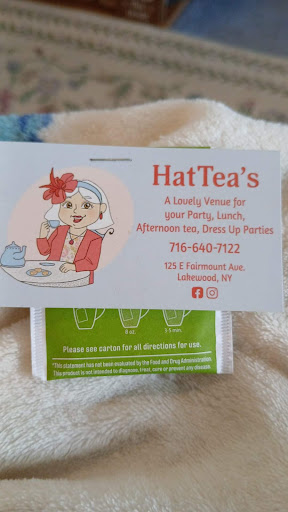 HatTea's
A Lovely Venue for
your Party, Lunch,
Afternoon tea, Dress Up Parties
716-640-7122
125 E Fairmount Ave.
Lakewood, NY
8 oz.
3-5 min.
Please see carton for all directions for use.
*This statement has not been evaluated by the Food and Drug Administration.
This product is not intended to diagnose, treat, cure or prevent any disease.